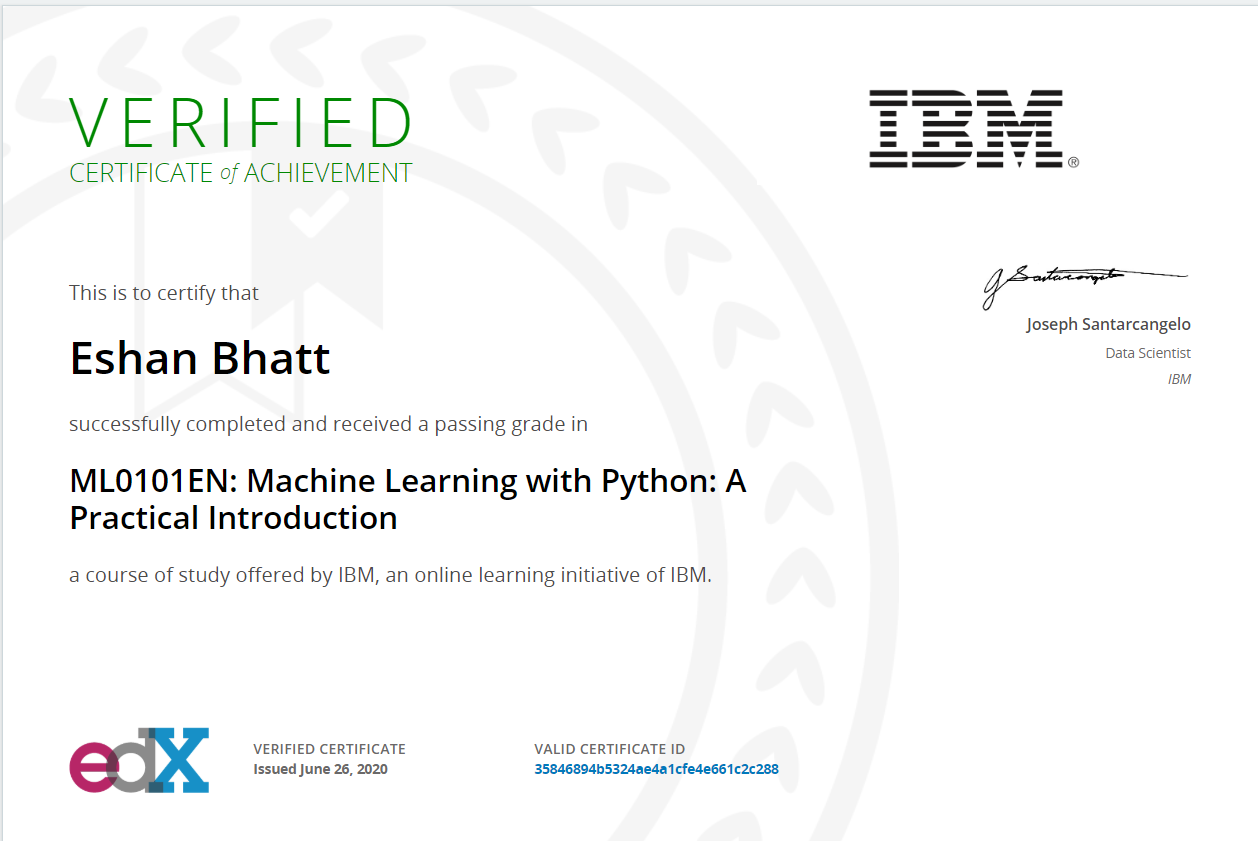 VERIFIED
CERTIFICATE of ACHIEVEMENT
IBM®
This is to certify that
Eshan Bhatt
successfully completed and received a passing grade in
ML0101EN: Machine Learning with Python: A
Practical Introduction
a course of study offered by IBM, an online learning initiative of IBM.
Joseph Santarcangelo
Data Scientist
IBM
edX
VERIFIED CERTIFICATE
Issued June 26, 2020
VALID CERTIFICATE ID
35846894b5324ae4a1cfe4e661c2c288